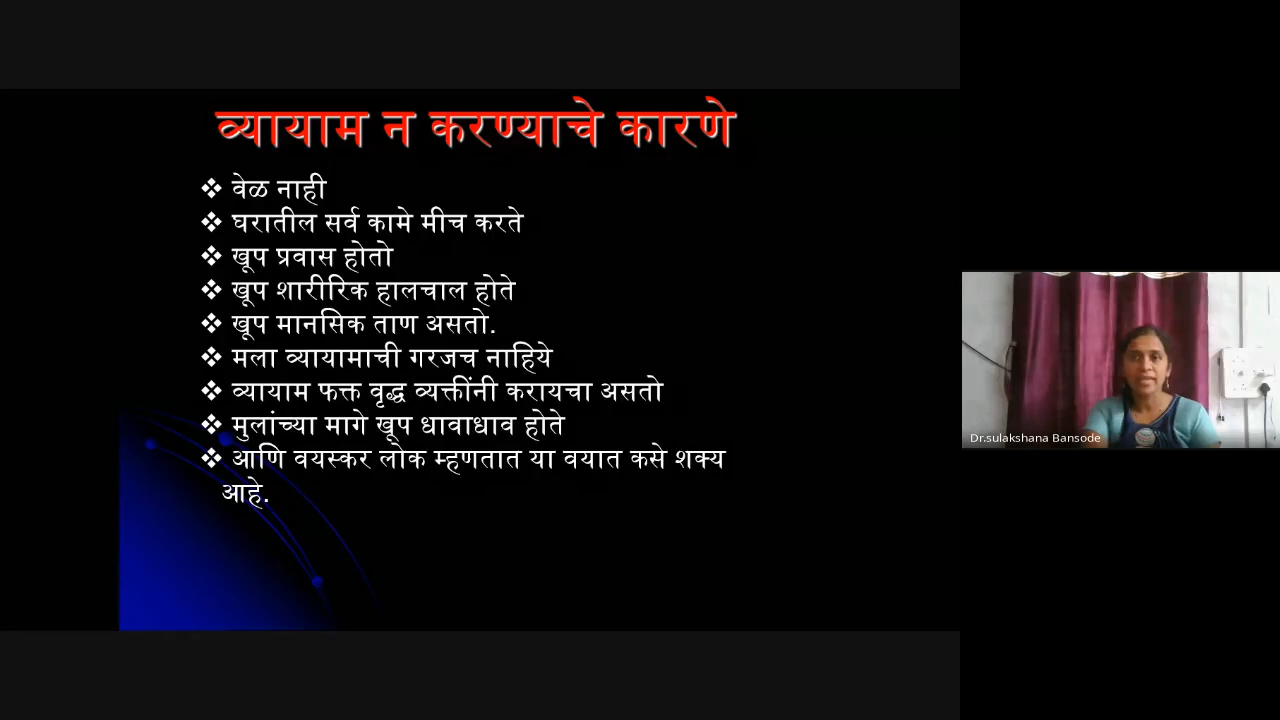 व्यायाम न करण्याचे कारणे
❖ वेळ नाही
❖ घरातील सर्व कामे मीच करते
❖ खूप प्रवास होतो
❖ खूप शारीरिक हालचाल होते
❖ खूप मानसिक ताण असतो.
❖ मला व्यायामाची गरजच नाहिये
❖ व्यायाम फक्त वृद्ध व्यक्तींनी करायचा असतो
❖ मुलांच्या मागे खूप धावाधाव होते
❖ आणि वयस्कर लोक म्हणतात या वयात कसे शक्य
आहे.
Dr.sulakshana Bansode